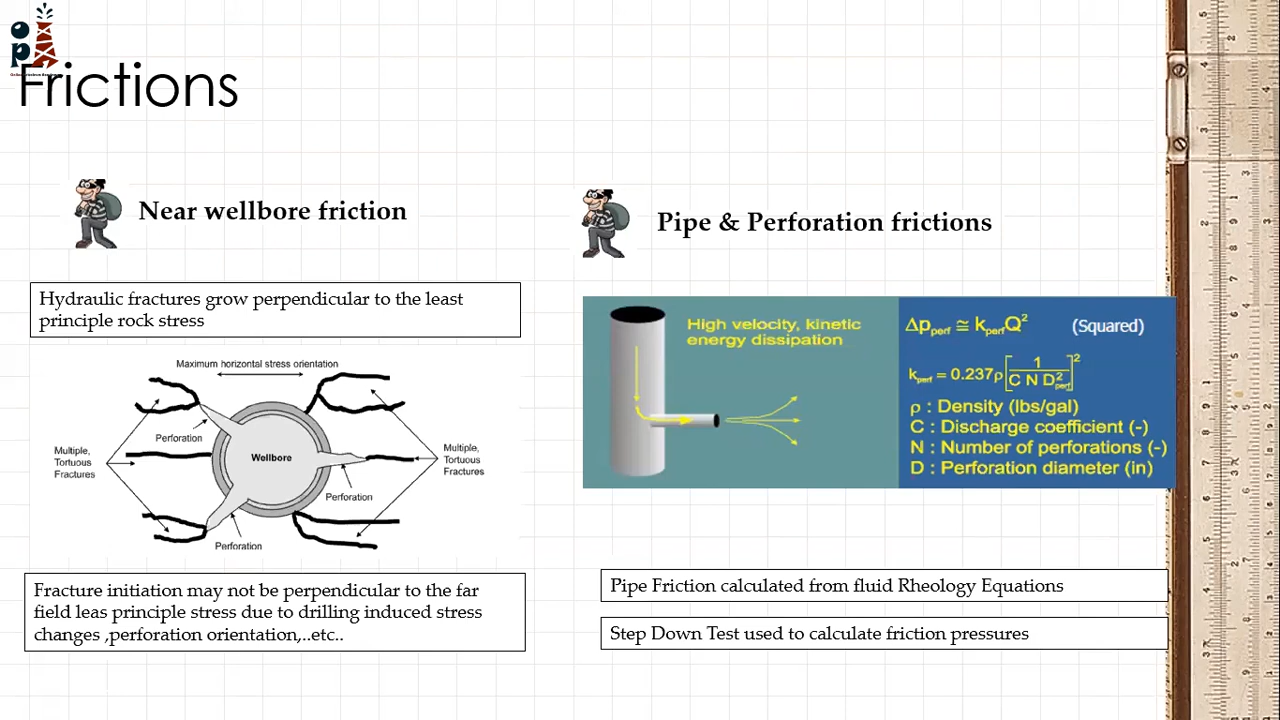 Frictions
Near wellbore friction
Hydraulic fractures grow perpendicular to the least
principle rock stress
Maximum horizontal stress orientation
Perforation
Multiple,
Tortuous
Fractures
Wellbore
Multiple,
Tortuous
Fractures
Perforation
Perforation
Fracture initiation may not be perpendicular to the far
field leas principle stress due to drilling induced stress
changes ,perforation orientation,..etc..
Pipe & Perforation frictions
High velocity, kinetic
energy dissipation
Δp_perf = k_perf Q² (Squared)
k_perf = 0.237ρ[1 / (C N D²_perf)]²
ρ : Density (lbs/gal)
C : Discharge coefficient (-)
N : Number of perforations (-)
D : Perforation diameter (in)
Pipe Friction calculated from fluid Rheology Equations
Step Down Test used to calculate friction pressures